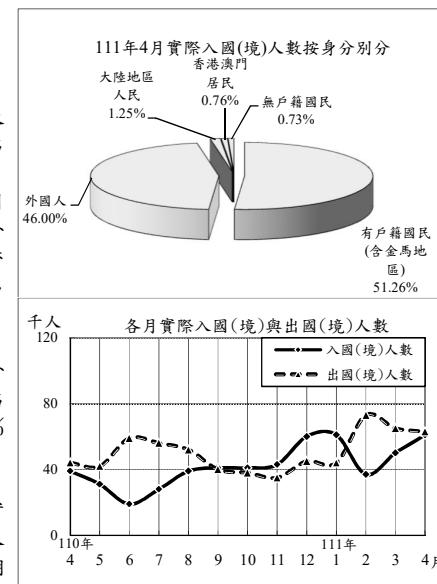 111年4月實際入國(境)人數按身分別分
香港澳門
居民
0.76%
大陸地區
人民
1.25%
無戶籍國民
0.73%
外國人
46.00%
有戶籍國民
(含金馬地
區)
51.26%
千人
各月實際入國(境)與出國(境)人數
120
入國(境)人數
出國(境)人數
80
40
0
110年
111年
4 5 6 7 8 9 10 11 12 1 2 3 4月
%